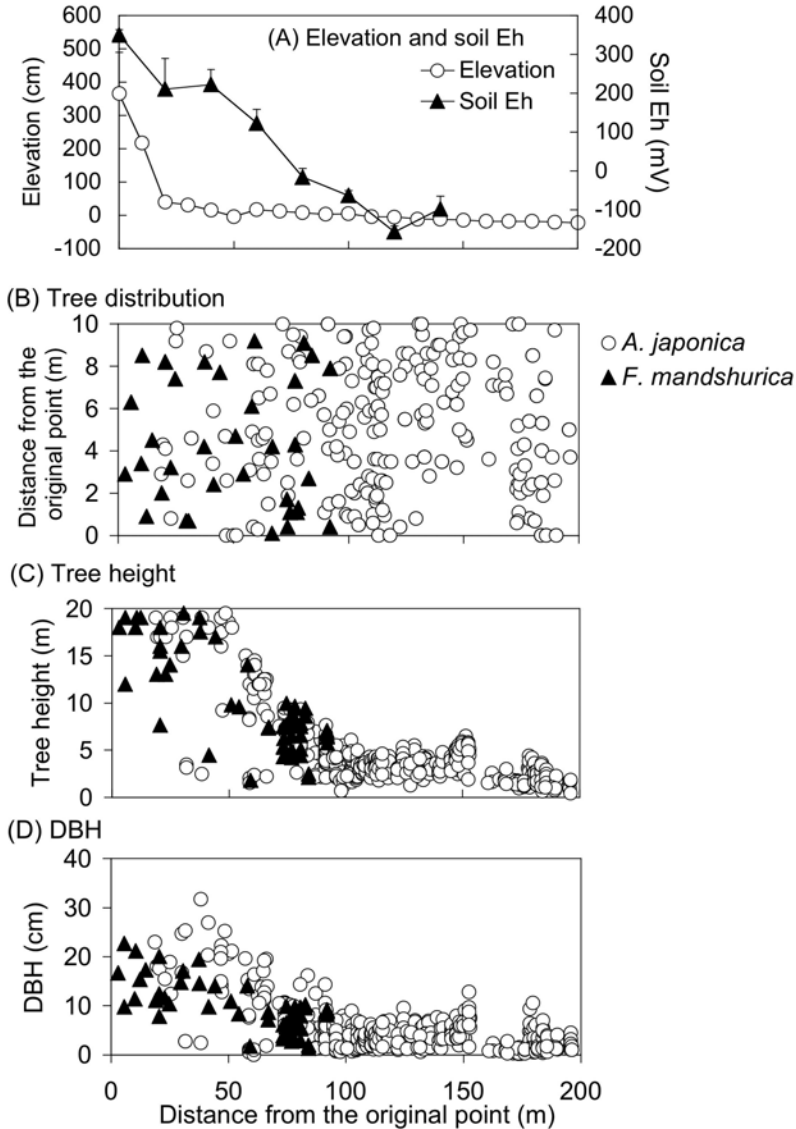 (A) Elevation and soil Eh
Elevation
Soil Eh
600
500
400
300
200
100
0
-100
Elevation (cm)
400
300
200
100
0
-100
-200
Soil Eh (mV)
(B) Tree distribution
10
8
6
4
2
0
Distance from the
original point (m)
A. japonica
F. mandshurica
(C) Tree height
20
15
10
5
0
Tree height (m)
(D) DBH
40
30
20
10
0
DBH (cm)
0 50 100 150 200
Distance from the original point (m)